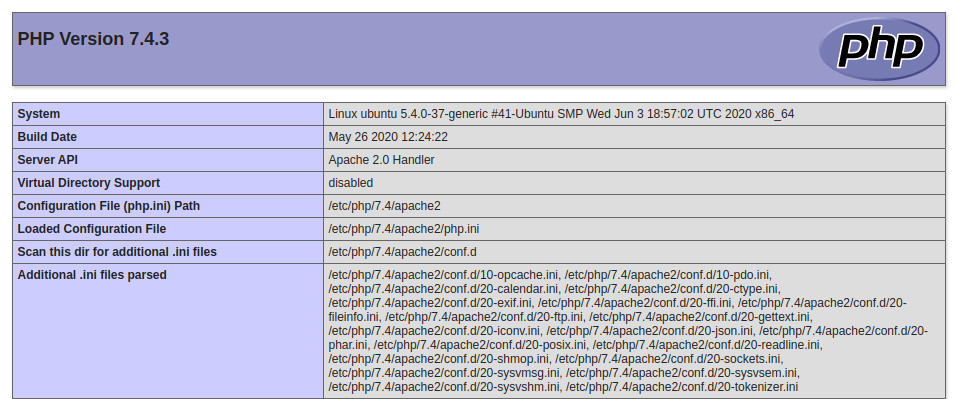 PHP Version 7.4.3
php
System Linux ubuntu 5.4.0-37-generic #41-Ubuntu SMP Wed Jun 3 18:57:02 UTC 2020 x86_64
Build Date May 26 2020 12:24:22
Server API Apache 2.0 Handler
Virtual Directory Support disabled
Configuration File (php.ini) Path /etc/php/7.4/apache2
Loaded Configuration File /etc/php/7.4/apache2/php.ini
Scan this dir for additional .ini files /etc/php/7.4/apache2/conf.d
Additional .ini files parsed /etc/php/7.4/apache2/conf.d/10-opcache.ini, /etc/php/7.4/apache2/conf.d/10-pdo.ini,
/etc/php/7.4/apache2/conf.d/20-calendar.ini, /etc/php/7.4/apache2/conf.d/20-ctype.ini,
/etc/php/7.4/apache2/conf.d/20-exif.ini, /etc/php/7.4/apache2/conf.d/20-ffi.ini, /etc/php/7.4/apache2/conf.d/20-
fileinfo.ini, /etc/php/7.4/apache2/conf.d/20-ftp.ini, /etc/php/7.4/apache2/conf.d/20-gettext.ini,
/etc/php/7.4/apache2/conf.d/20-iconv.ini, /etc/php/7.4/apache2/conf.d/20-json.ini, /etc/php/7.4/apache2/conf.d/20-
phar.ini, /etc/php/7.4/apache2/conf.d/20-posix.ini, /etc/php/7.4/apache2/conf.d/20-readline.ini,
/etc/php/7.4/apache2/conf.d/20-shmop.ini, /etc/php/7.4/apache2/conf.d/20-sockets.ini,
/etc/php/7.4/apache2/conf.d/20-sysvmsg.ini, /etc/php/7.4/apache2/conf.d/20-sysvsem.ini,
/etc/php/7.4/apache2/conf.d/20-sysvshm.ini, /etc/php/7.4/apache2/conf.d/20-tokenizer.ini